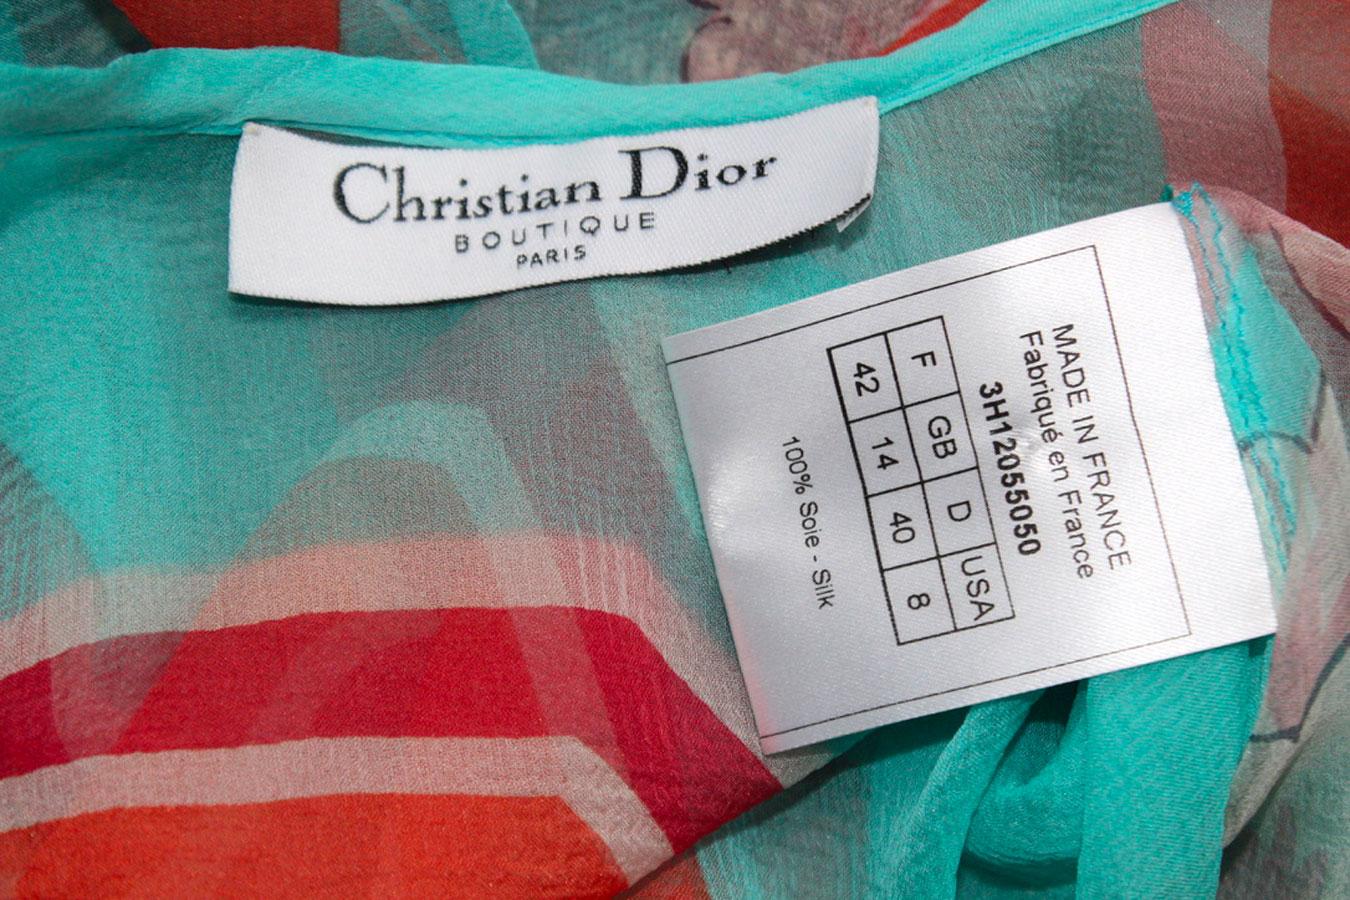 Christian Dior
BOUTIQUE
PARIS
MADE IN FRANCE
Fabriqué en France
3H12055050
F GB D USA
42 14 40 8
100% Soie - Silk